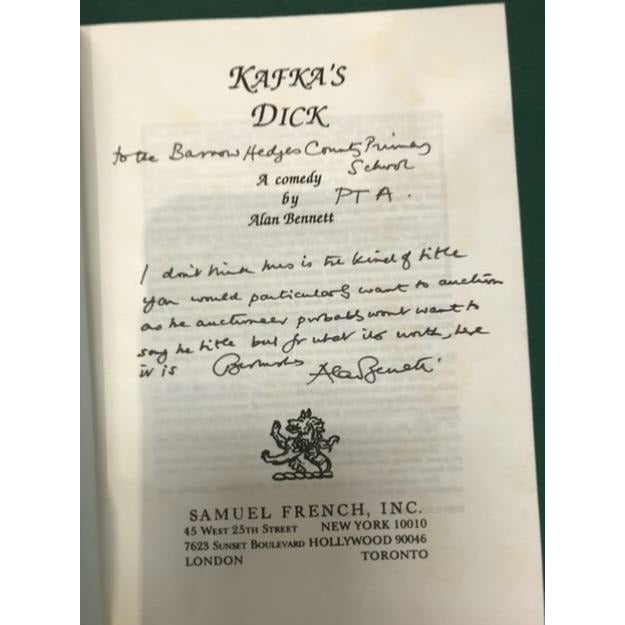 KAFKA'S
DICK
to the Barrow Hedges County Primary
School
A comedy
by
PTA.
Alan Bennett
I don't think this is the kind of title
you would particularly want to auction
as the auctioneer probably won't want to
say the title but for what it's worth, here
it is Best wishes Alan Bennett
SAMUEL FRENCH, INC.
45 WEST 25TH STREET NEW YORK 10010
7623 SUNSET BOULEVARD HOLLYWOOD 90046
LONDON TORONTO